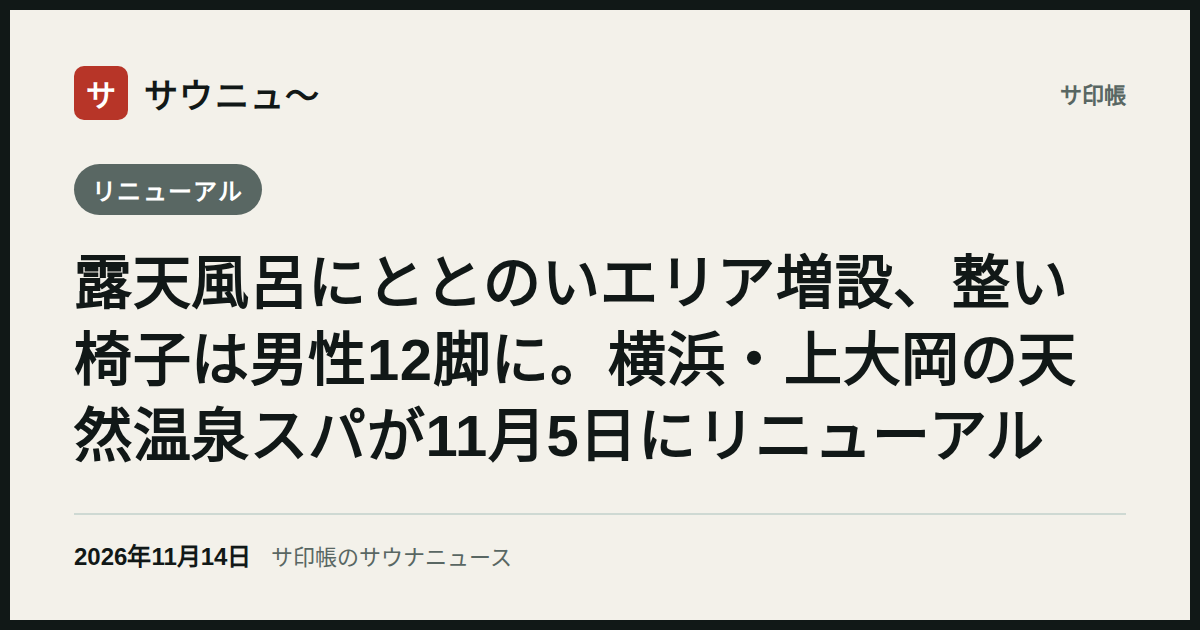 サ サウニュ〜
サ印帳
リニューアル
露天風呂にととのいエリア増設、整い
椅子は男性12脚に。横浜・上大岡の天
然温泉スパが11月5日にリニューアル
2026年11月14日 サ印帳のサウナニュース